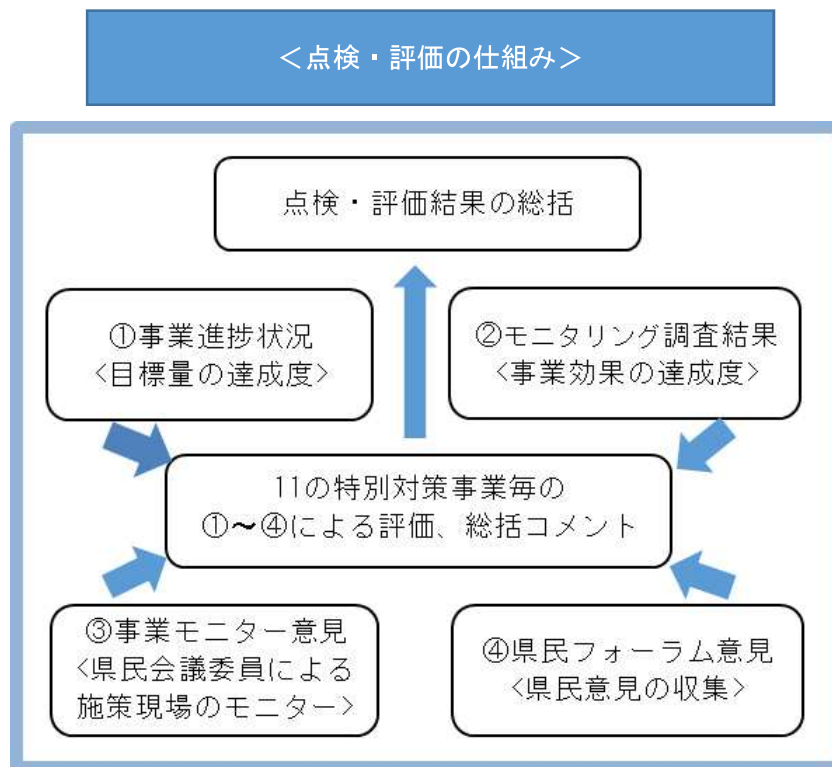 ＜点検・評価の仕組み＞
点検・評価結果の総括
①事業進捗状況
<目標量の達成度>
②モニタリング調査結果
<事業効果の達成度>
11の特別対策事業毎の
①～④による評価、総括コメント
③事業モニター意見
<県民会議委員による
施策現場のモニター>
④県民フォーラム意見
<県民意見の収集>